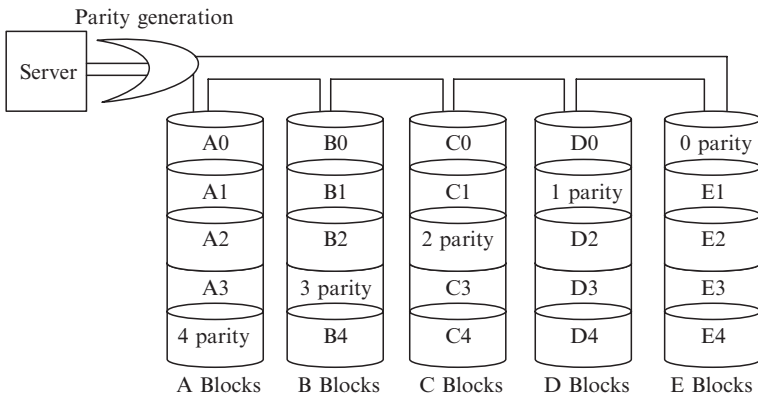 Parity generation
Server
A0 B0 C0 D0 0 parity
A1 B1 C1 1 parity E1
A2 B2 2 parity D2 E2
A3 3 parity C3 D3 E3
4 parity B4 C4 D4 E4
A Blocks B Blocks C Blocks D Blocks E Blocks